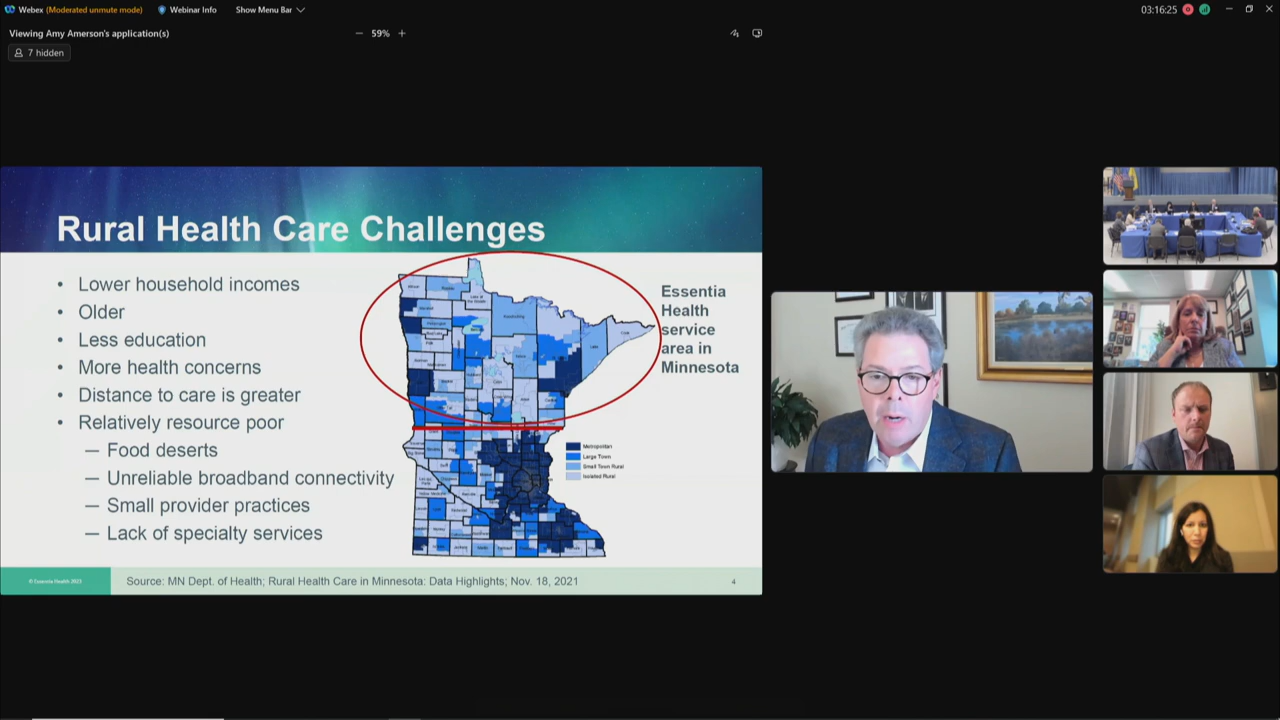 Webex (Moderated unmute mode)
Webinar Info
Show Menu Bar
03:16:25
Viewing Amy Amerson's application(s)
59%
7 hidden
Rural Health Care Challenges
• Lower household incomes
• Older
• Less education
• More health concerns
• Distance to care is greater
• Relatively resource poor
— Food deserts
— Unreliable broadband connectivity
— Small provider practices
— Lack of specialty services
Essentia
Health
service
area in
Minnesota
Metropolitan
Large Town
Small Town Rural
Isolated Rural
© Essentia Health 2023
Source: MN Dept. of Health; Rural Health Care in Minnesota: Data Highlights; Nov. 18, 2021
4